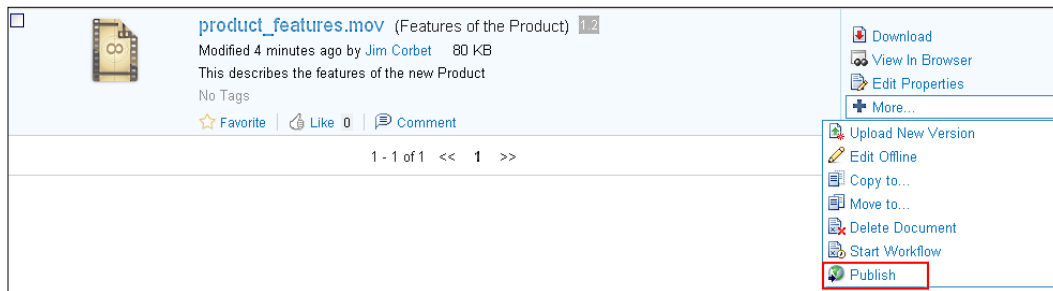 product_features.mov (Features of the Product) 1.2
Modified 4 minutes ago by Jim Corbet 80 KB
This describes the features of the new Product
No Tags
Favorite Like 0 Comment
1 - 1 of 1 << 1 >>
Download
View In Browser
Edit Properties
More...
Upload New Version
Edit Offline
Copy to...
Move to...
Delete Document
Start Workflow
Publish